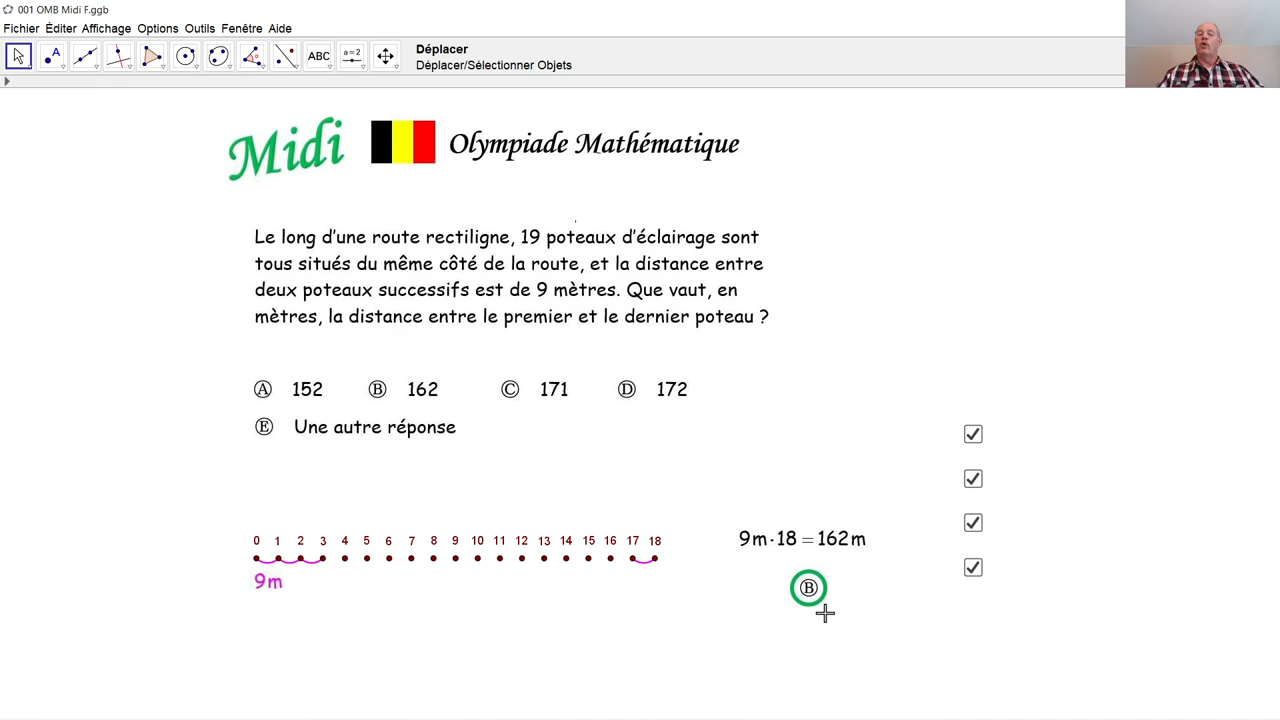 001 OMB Midi F.ggb
Fichier Éditer Affichage Options Outils Fenêtre Aide
A ABC a=2 Déplacer
Déplacer/Sélectionner Objets
Midi Olympiade Mathématique
Le long d'une route rectiligne, 19 poteaux d'éclairage sont
tous situés du même côté de la route, et la distance entre
deux poteaux successifs est de 9 mètres. Que vaut, en
mètres, la distance entre le premier et le dernier poteau ?
Ⓐ 152 Ⓑ 162 Ⓒ 171 Ⓓ 172
Ⓔ Une autre réponse
0 1 2 3 4 5 6 7 8 9 10 11 12 13 14 15 16 17 18
9m
9m·18=162m
Ⓑ